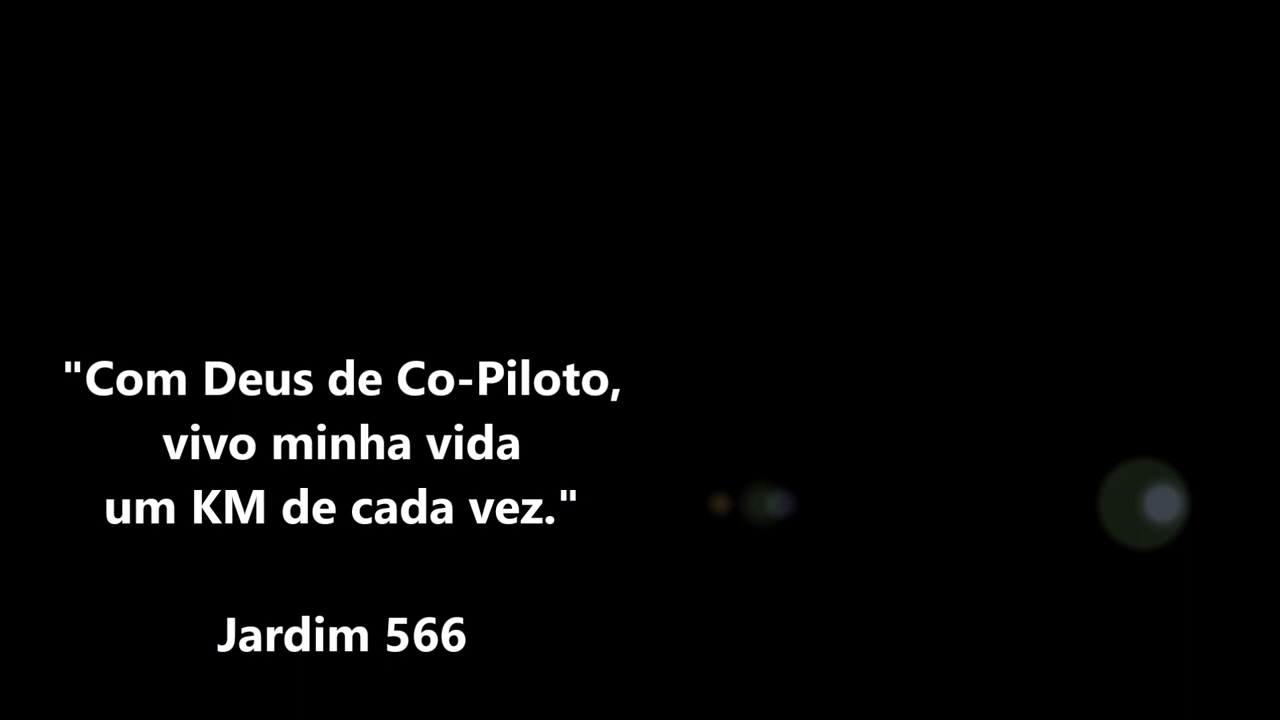 "Com Deus de Co-Piloto,
vivo minha vida
um KM de cada vez."
Jardim 566